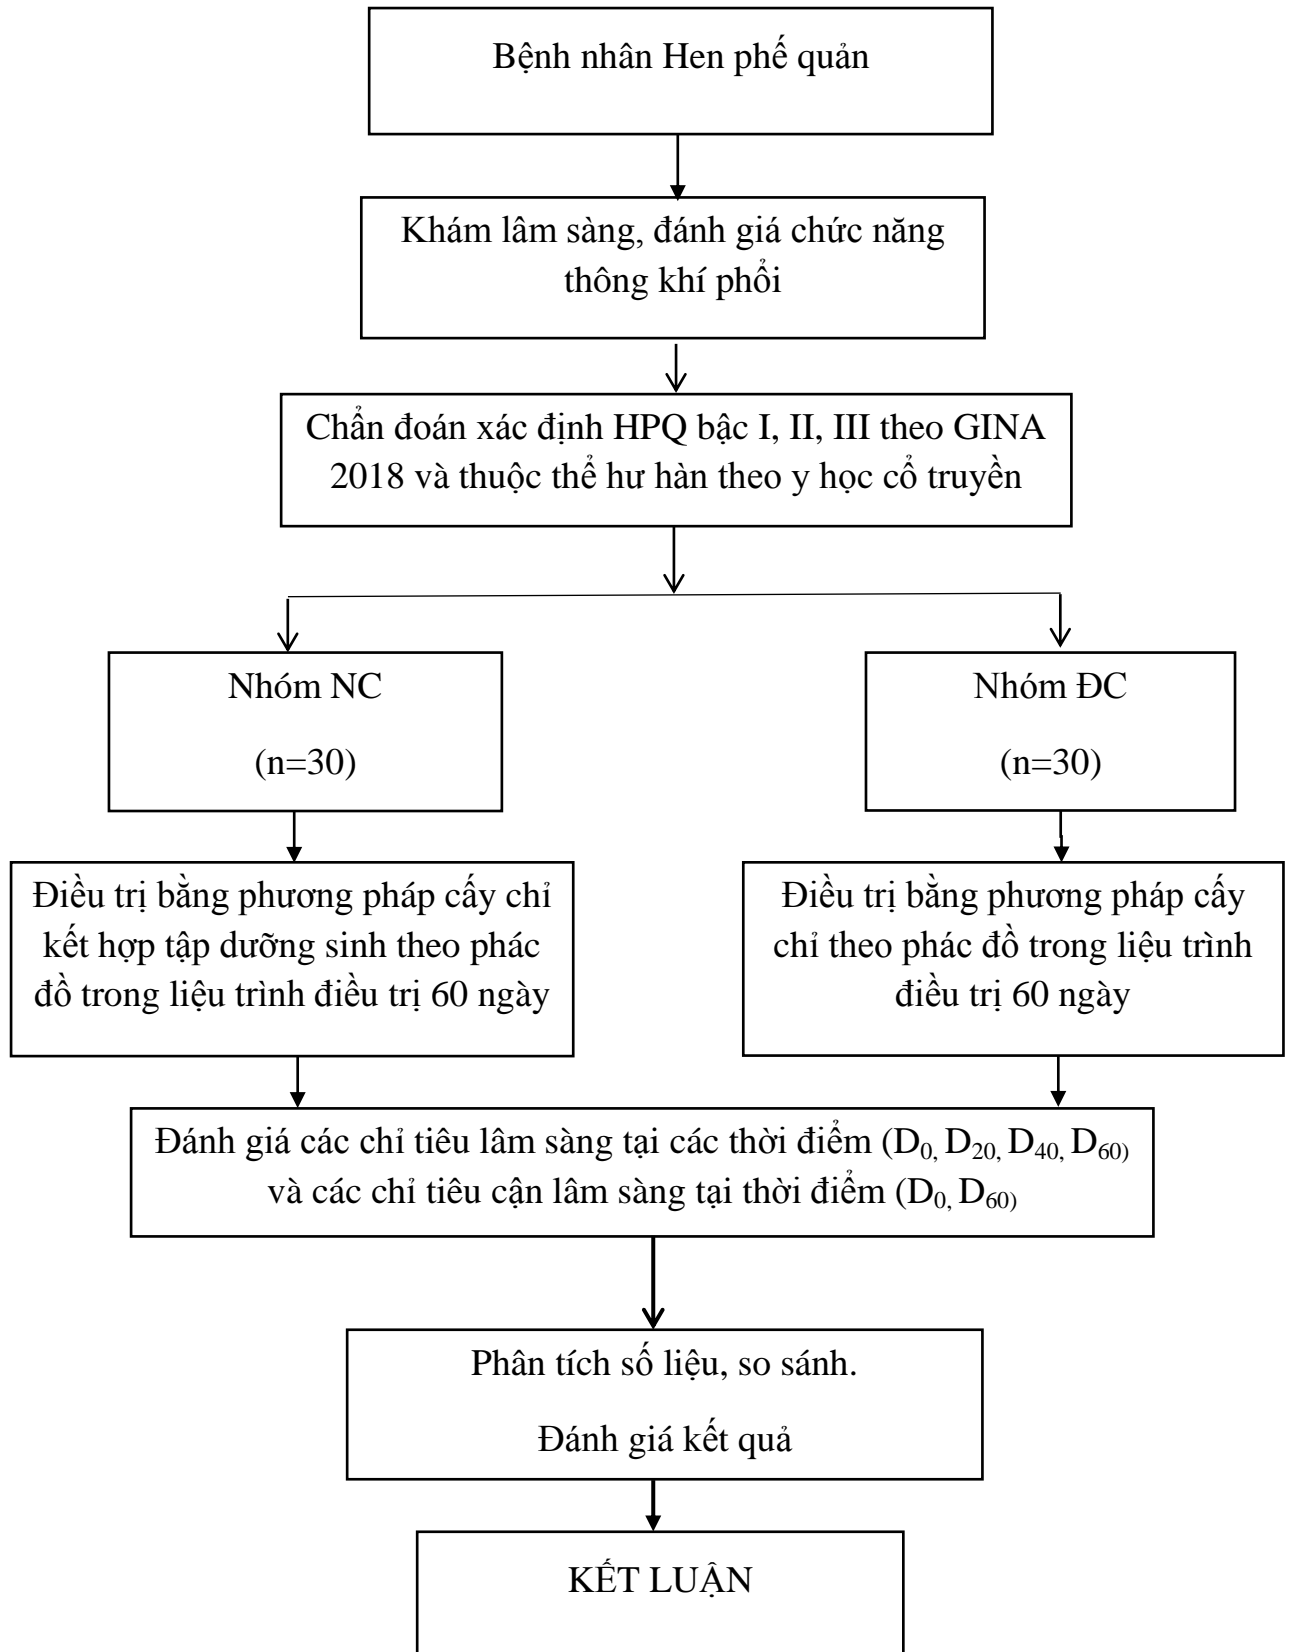 Bệnh nhân Hen phế quản
Khám lâm sàng, đánh giá chức năng
thông khí phổi
Chẩn đoán xác định HPQ bậc I, II, III theo GINA
2018 và thuộc thể hư hàn theo y học cổ truyền
Nhóm NC
(n=30)
Nhóm ĐC
(n=30)
Điều trị bằng phương pháp cấy chỉ
kết hợp tập dưỡng sinh theo phác
đồ trong liệu trình điều trị 60 ngày
Điều trị bằng phương pháp cấy
chỉ theo phác đồ trong liệu trình
điều trị 60 ngày
Đánh giá các chỉ tiêu lâm sàng tại các thời điểm (D0, D20, D40, D60)
và các chỉ tiêu cận lâm sàng tại thời điểm (D0, D60)
Phân tích số liệu, so sánh.
Đánh giá kết quả
KẾT LUẬN